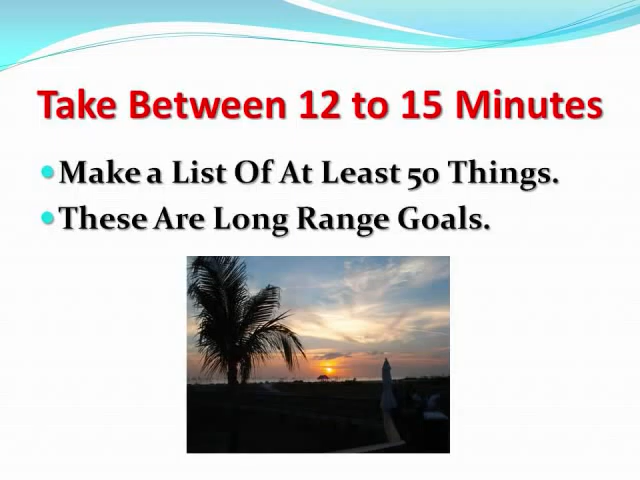 Take Between 12 to 15 Minutes
Make a List Of At Least 50 Things.
These Are Long Range Goals.